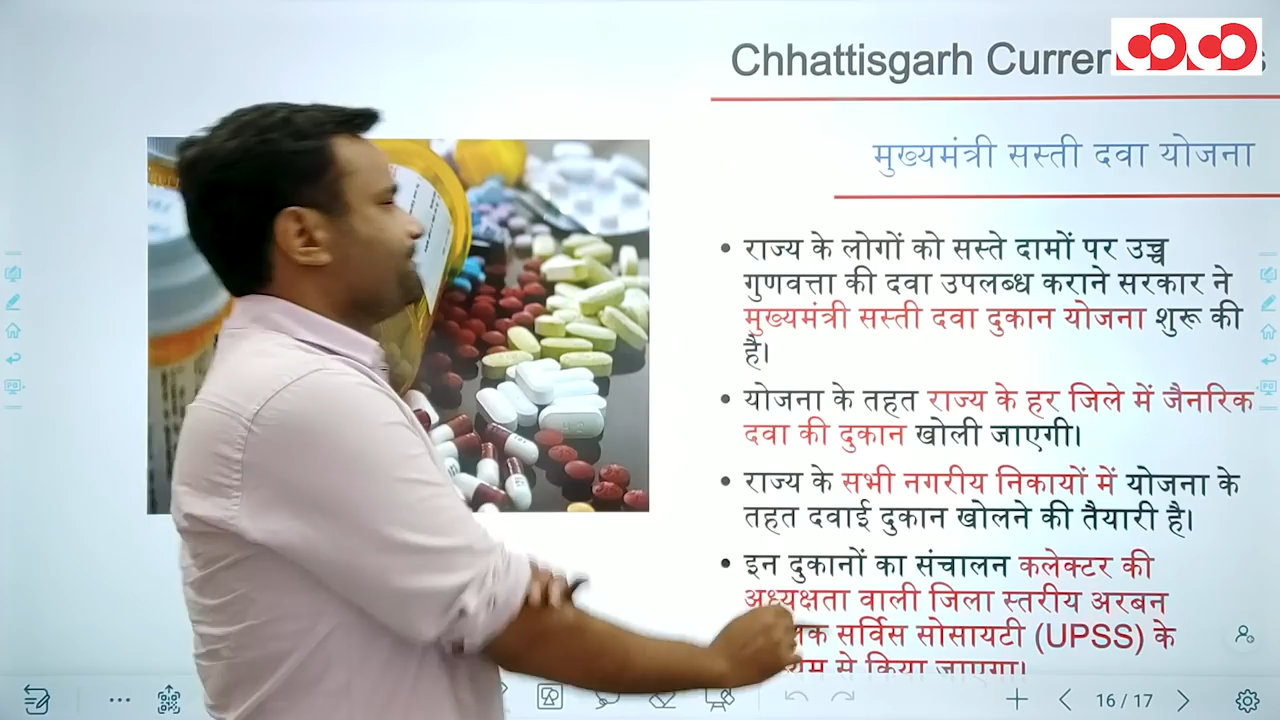 Chhattisgarh Curren
मुख्यमंत्री सस्ती दवा योजना
• राज्य के लोगों को सस्ते दामों पर उच्च
गुणवत्ता की दवा उपलब्ध कराने सरकार ने
मुख्यमंत्री सस्ती दवा दुकान योजना शुरू की
है।
• योजना के तहत राज्य के हर जिले में जैनरिक
दवा की दुकान खोली जाएगी।
• राज्य के सभी नगरीय निकायों में योजना के
तहत दवाई दुकान खोलने की तैयारी है।
• इन दुकानों का संचालन कलेक्टर की
अध्यक्षता वाली जिला स्तरीय अरबन
सर्विस सोसायटी (UPSS) के
से किया जाएगा।
16 / 17